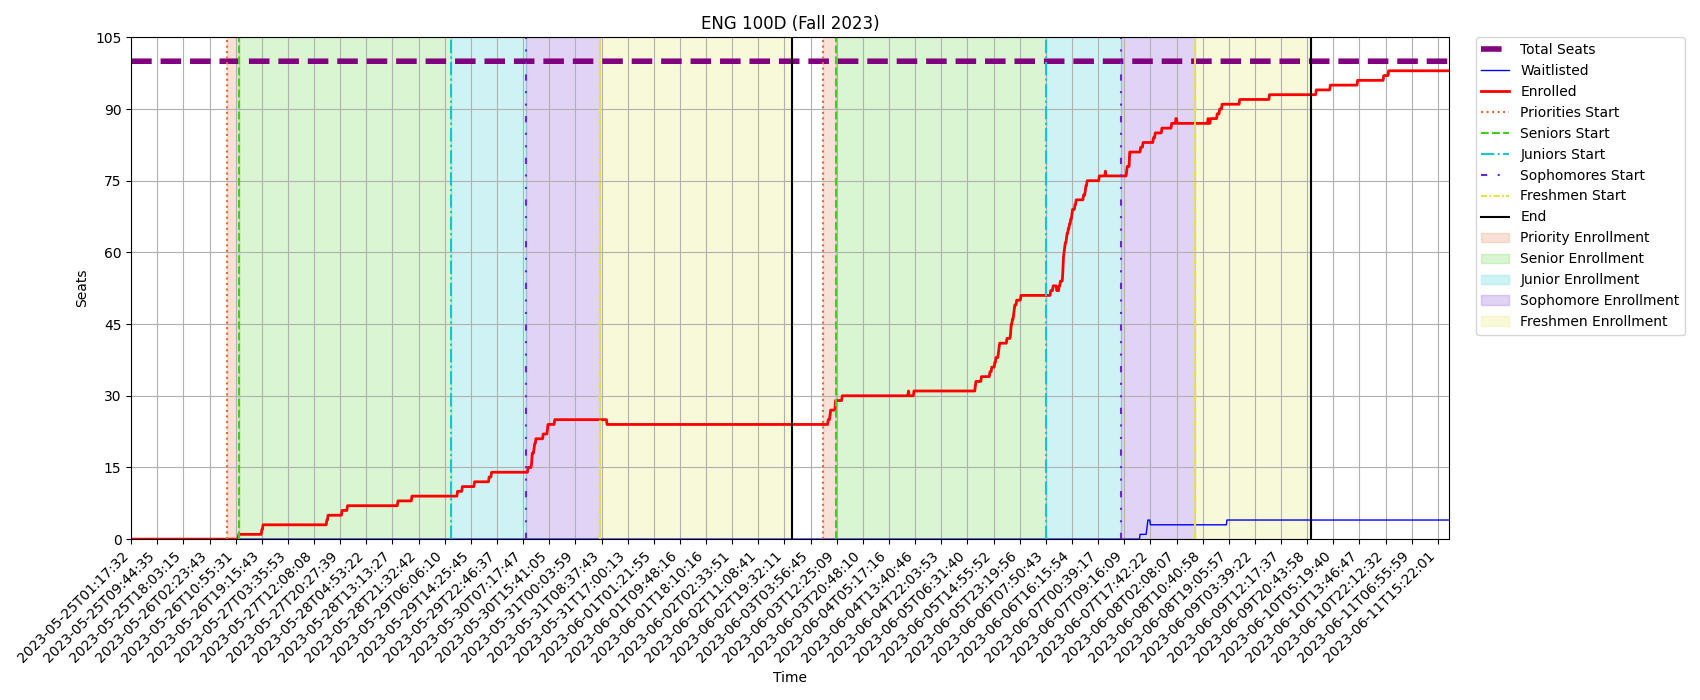 ENG 100D (Fall 2023)
105
90
75
60
45
30
15
0
Seats
2023-05-25T01:17:32
2023-05-25T09:44:35
2023-05-25T18:03:15
2023-05-26T02:23:43
2023-05-26T10:55:31
2023-05-26T19:15:43
2023-05-27T03:35:53
2023-05-27T12:08:08
2023-05-27T20:27:39
2023-05-28T04:53:22
2023-05-28T13:13:27
2023-05-28T21:32:42
2023-05-29T06:06:10
2023-05-29T14:25:45
2023-05-29T22:46:37
2023-05-30T07:17:47
2023-05-30T15:41:05
2023-05-31T00:03:59
2023-05-31T08:37:43
2023-05-31T17:00:13
2023-06-01T01:21:55
2023-06-01T09:48:16
2023-06-01T18:10:16
2023-06-02T02:33:51
2023-06-02T11:08:41
2023-06-02T19:32:11
2023-06-03T03:56:45
2023-06-03T12:25:09
2023-06-03T20:48:10
2023-06-04T05:17:16
2023-06-04T13:40:46
2023-06-04T22:03:53
2023-06-05T06:31:40
2023-06-05T14:55:52
2023-06-05T23:19:56
2023-06-06T07:50:43
2023-06-06T16:15:54
2023-06-07T00:39:17
2023-06-07T09:16:09
2023-06-07T17:42:22
2023-06-08T02:08:07
2023-06-08T10:40:58
2023-06-08T19:05:57
2023-06-09T03:39:22
2023-06-09T12:17:37
2023-06-09T20:43:58
2023-06-10T05:19:40
2023-06-10T13:46:47
2023-06-10T22:12:32
2023-06-11T06:55:59
2023-06-11T15:22:01
Time
Total Seats
Waitlisted
Enrolled
Priorities Start
Seniors Start
Juniors Start
Sophomores Start
Freshmen Start
End
Priority Enrollment
Senior Enrollment
Junior Enrollment
Sophomore Enrollment
Freshmen Enrollment